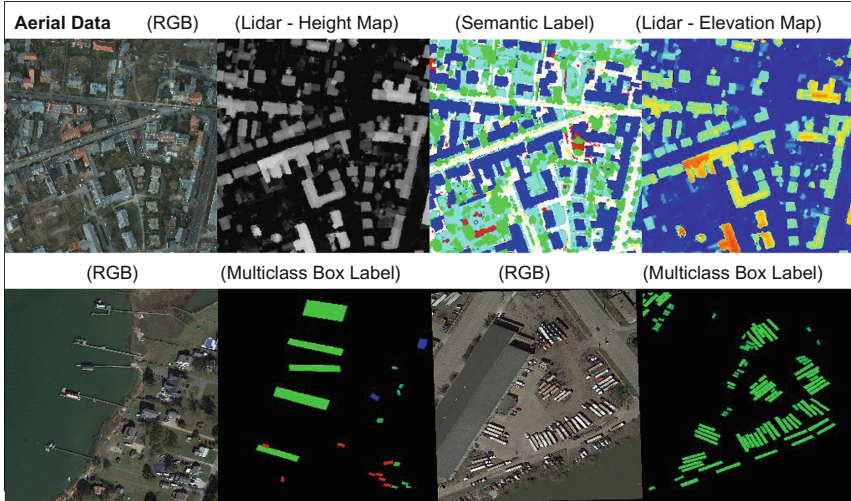 Aerial Data (RGB) (Lidar - Height Map) (Semantic Label) (Lidar - Elevation Map)
(RGB) (Multiclass Box Label) (RGB) (Multiclass Box Label)